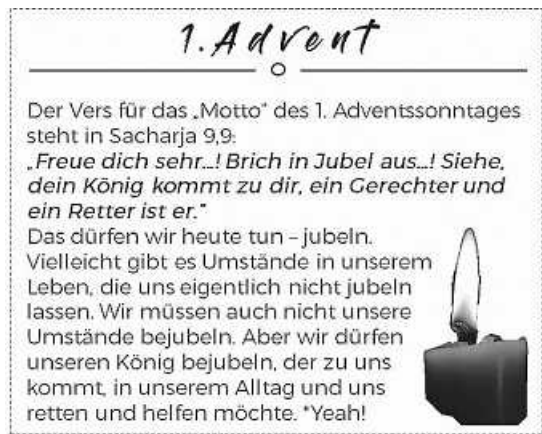 1. Advent
Der Vers für das „Motto" des 1. Adventssonntages
steht in Sacharja 9,9:
„Freue dich sehr...! Brich in Jubel aus...! Siehe,
dein König kommt zu dir, ein Gerechter und
ein Retter ist er."
Das dürfen wir heute tun – jubeln.
Vielleicht gibt es Umstände in unserem
Leben, die uns eigentlich nicht jubeln
lassen. Wir müssen auch nicht unsere
Umstände bejubeln. Aber wir dürfen
unseren König bejubeln, der zu uns
kommt, in unserem Alltag und uns
retten und helfen möchte. *Yeah!